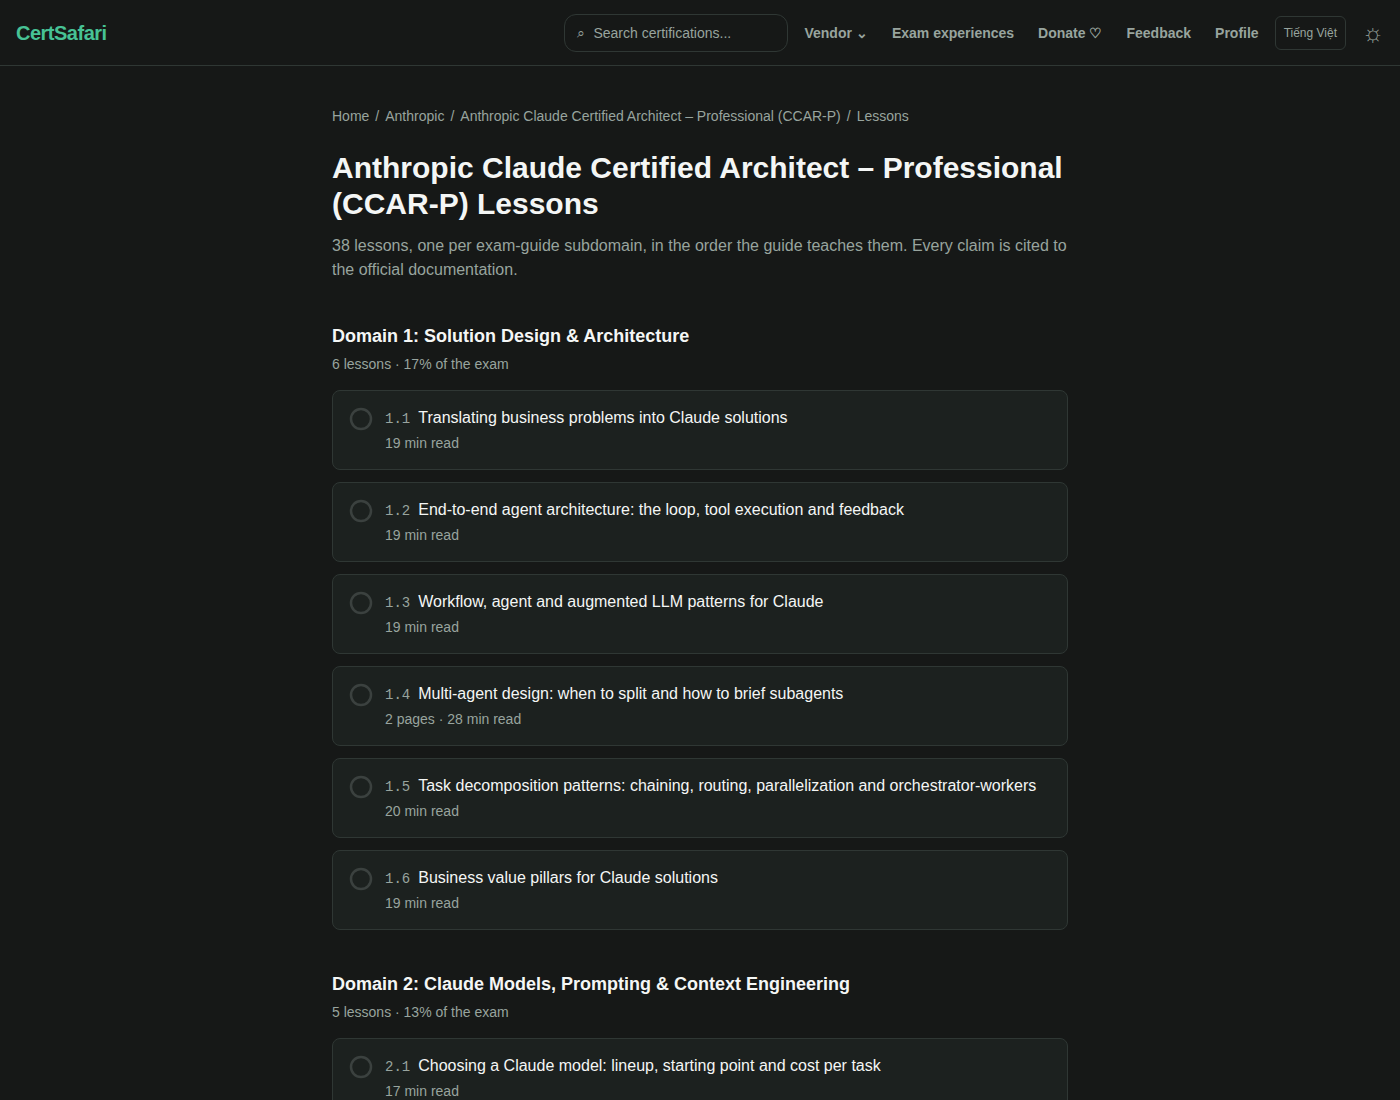 CertSafari
Search certifications...
Vendor
Exam experiences
Donate ♡
Feedback
Profile
Tiếng Việt
Home / Anthropic / Anthropic Claude Certified Architect – Professional (CCAR-P) / Lessons
Anthropic Claude Certified Architect – Professional
(CCAR-P) Lessons
38 lessons, one per exam-guide subdomain, in the order the guide teaches them. Every claim is cited to
the official documentation.
Domain 1: Solution Design & Architecture
6 lessons · 17% of the exam
1.1 Translating business problems into Claude solutions
19 min read
1.2 End-to-end agent architecture: the loop, tool execution and feedback
19 min read
1.3 Workflow, agent and augmented LLM patterns for Claude
19 min read
1.4 Multi-agent design: when to split and how to brief subagents
2 pages · 28 min read
1.5 Task decomposition patterns: chaining, routing, parallelization and orchestrator-workers
20 min read
1.6 Business value pillars for Claude solutions
19 min read
Domain 2: Claude Models, Prompting & Context Engineering
5 lessons · 13% of the exam
2.1 Choosing a Claude model: lineup, starting point and cost per task
17 min read